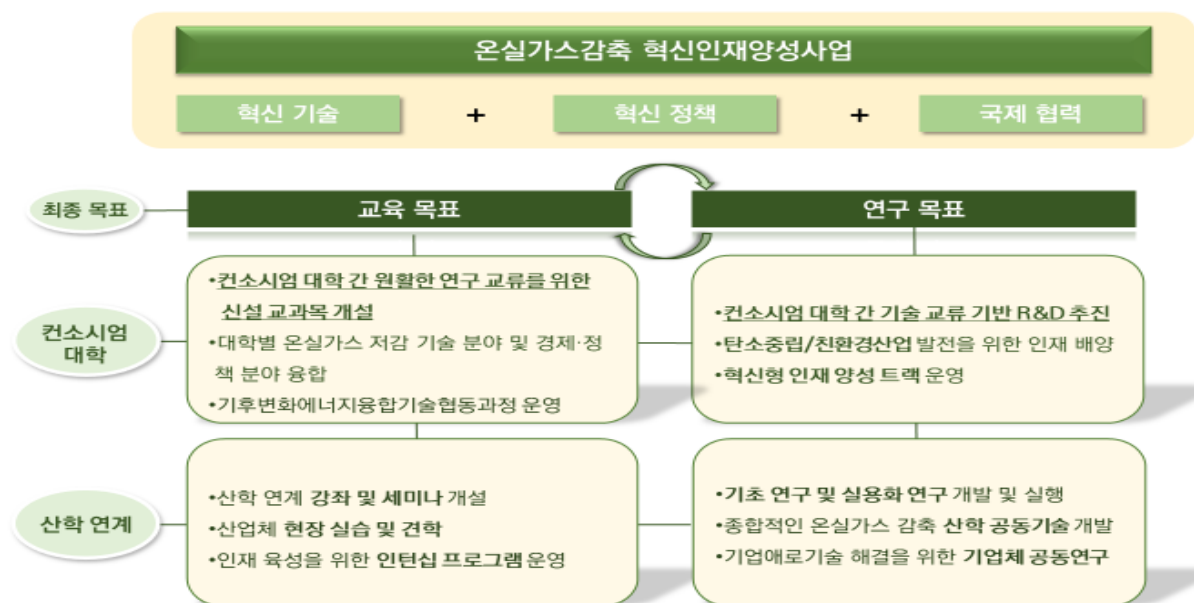 온실가스감축 혁신인재양성사업
혁신 기술 + 혁신 정책 + 국제 협력
최종 목표
교육 목표
연구 목표
컨소시엄
대학
•컨소시엄 대학 간 원활한 연구 교류를 위한
신설 교과목 개설
•대학별 온실가스 저감 기술 분야 및 경제·정
책 분야 융합
•기후변화에너지융합기술협동과정 운영
•컨소시엄 대학 간 기술 교류 기반 R&D 추진
•탄소중립/친환경산업 발전을 위한 인재 배양
•혁신형 인재 양성 트랙 운영
산학 연계
•산학 연계 강좌 및 세미나 개설
•산업체 현장 실습 및 견학
•인재 육성을 위한 인턴십 프로그램 운영
•기초 연구 및 실용화 연구 개발 및 실행
•종합적인 온실가스 감축 산학 공동기술 개발
•기업애로기술 해결을 위한 기업체 공동연구